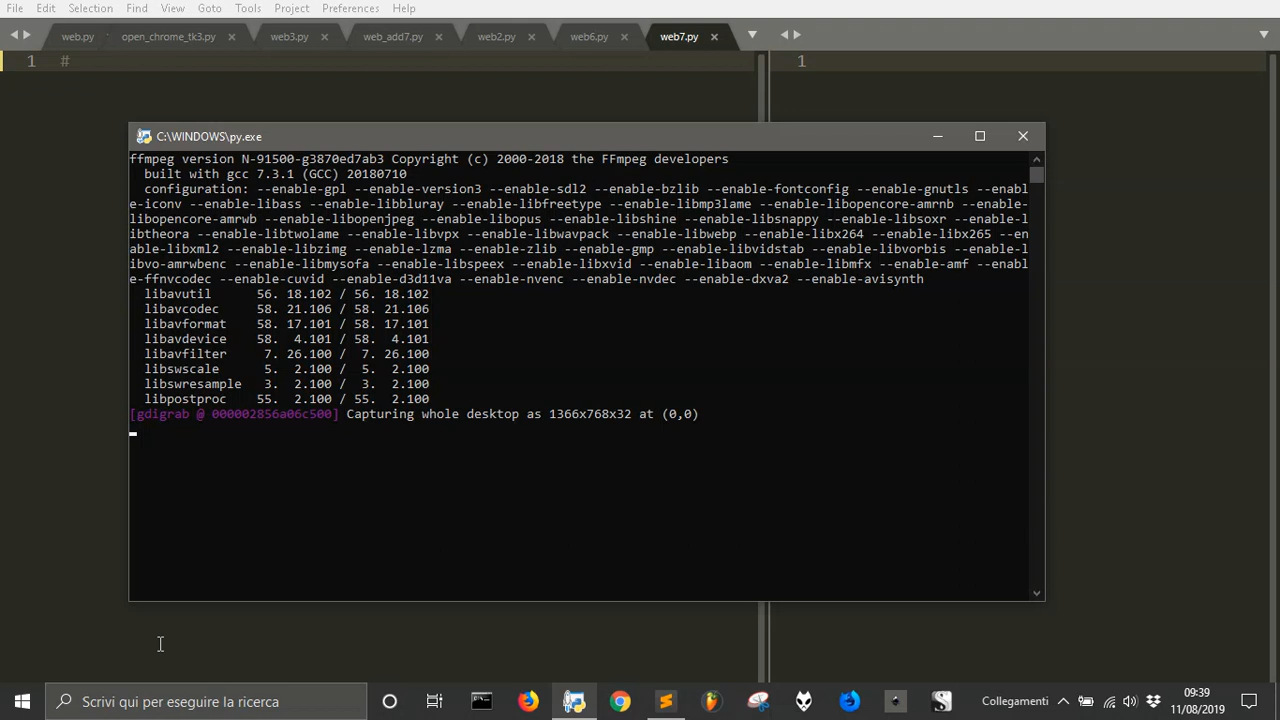 File Edit Selection Find View Goto Tools Project Preferences Help
web.py open_chrome_tk3.py web3.py web_add7.py web2.py web6.py web7.py
1 #
1
C:\WINDOWS\py.exe
ffmpeg version N-91500-g3870ed7ab3 Copyright (c) 2000-2018 the FFmpeg developers
built with gcc 7.3.1 (GCC) 20180710
configuration: --enable-gpl --enable-version3 --enable-sdl2 --enable-bzlib --enable-fontconfig --enable-gnutls --enabl
e-iconv --enable-libass --enable-libbluray --enable-libfreetype --enable-libmp3lame --enable-libopencore-amrnb --enable-
libopencore-amrwb --enable-libopenjpeg --enable-libopus --enable-libshine --enable-libsnappy --enable-libsoxr --enable-l
ibtheora --enable-libtwolame --enable-libvpx --enable-libwavpack --enable-libwebp --enable-libx264 --enable-libx265 --en
able-libxml2 --enable-libzimg --enable-lzma --enable-zlib --enable-gmp --enable-libvidstab --enable-libvorbis --enable-l
ibvo-amrwbenc --enable-libmysofa --enable-libspeex --enable-libxvid --enable-libaom --enable-libmfx --enable-amf --enabl
e-ffnvcodec --enable-cuvid --enable-d3d11va --enable-nvenc --enable-nvdec --enable-dxva2 --enable-avisynth
libavutil 56. 18.102 / 56. 18.102
libavcodec 58. 21.106 / 58. 21.106
libavformat 58. 17.101 / 58. 17.101
libavdevice 58. 4.101 / 58. 4.101
libavfilter 7. 26.100 / 7. 26.100
libswscale 5. 2.100 / 5. 2.100
libswresample 3. 2.100 / 3. 2.100
libpostproc 55. 2.100 / 55. 2.100
[gdigrab @ 000002856a06c500] Capturing whole desktop as 1366x768x32 at (0,0)
Scrivi qui per eseguire la ricerca
Collegamenti
09:39
11/08/2019